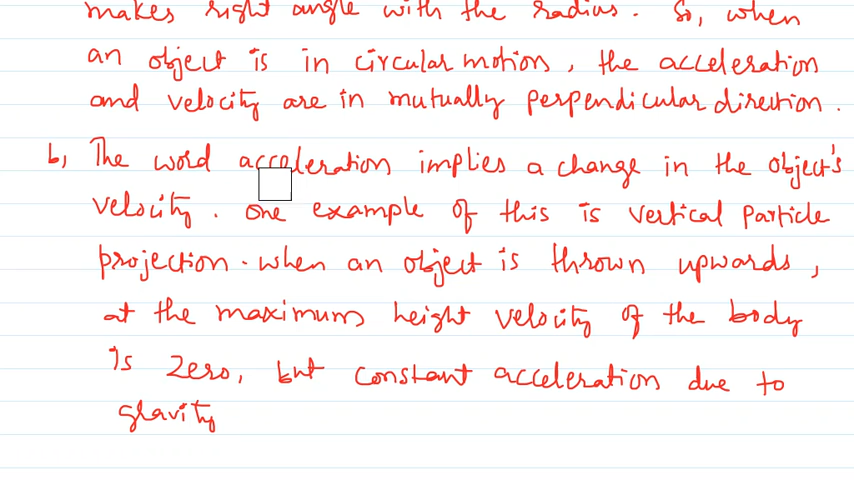 makes right angle with the radius. So, when
an object is in circular motion, the acceleration
and velocity are in mutually perpendicular direction.
b, The word acceleration implies a change in the object's
velocity. One example of this is vertical particle
projection. when an object is thrown upwards,
at the maximum height velocity of the body
is zero, but constant acceleration due to
gravity